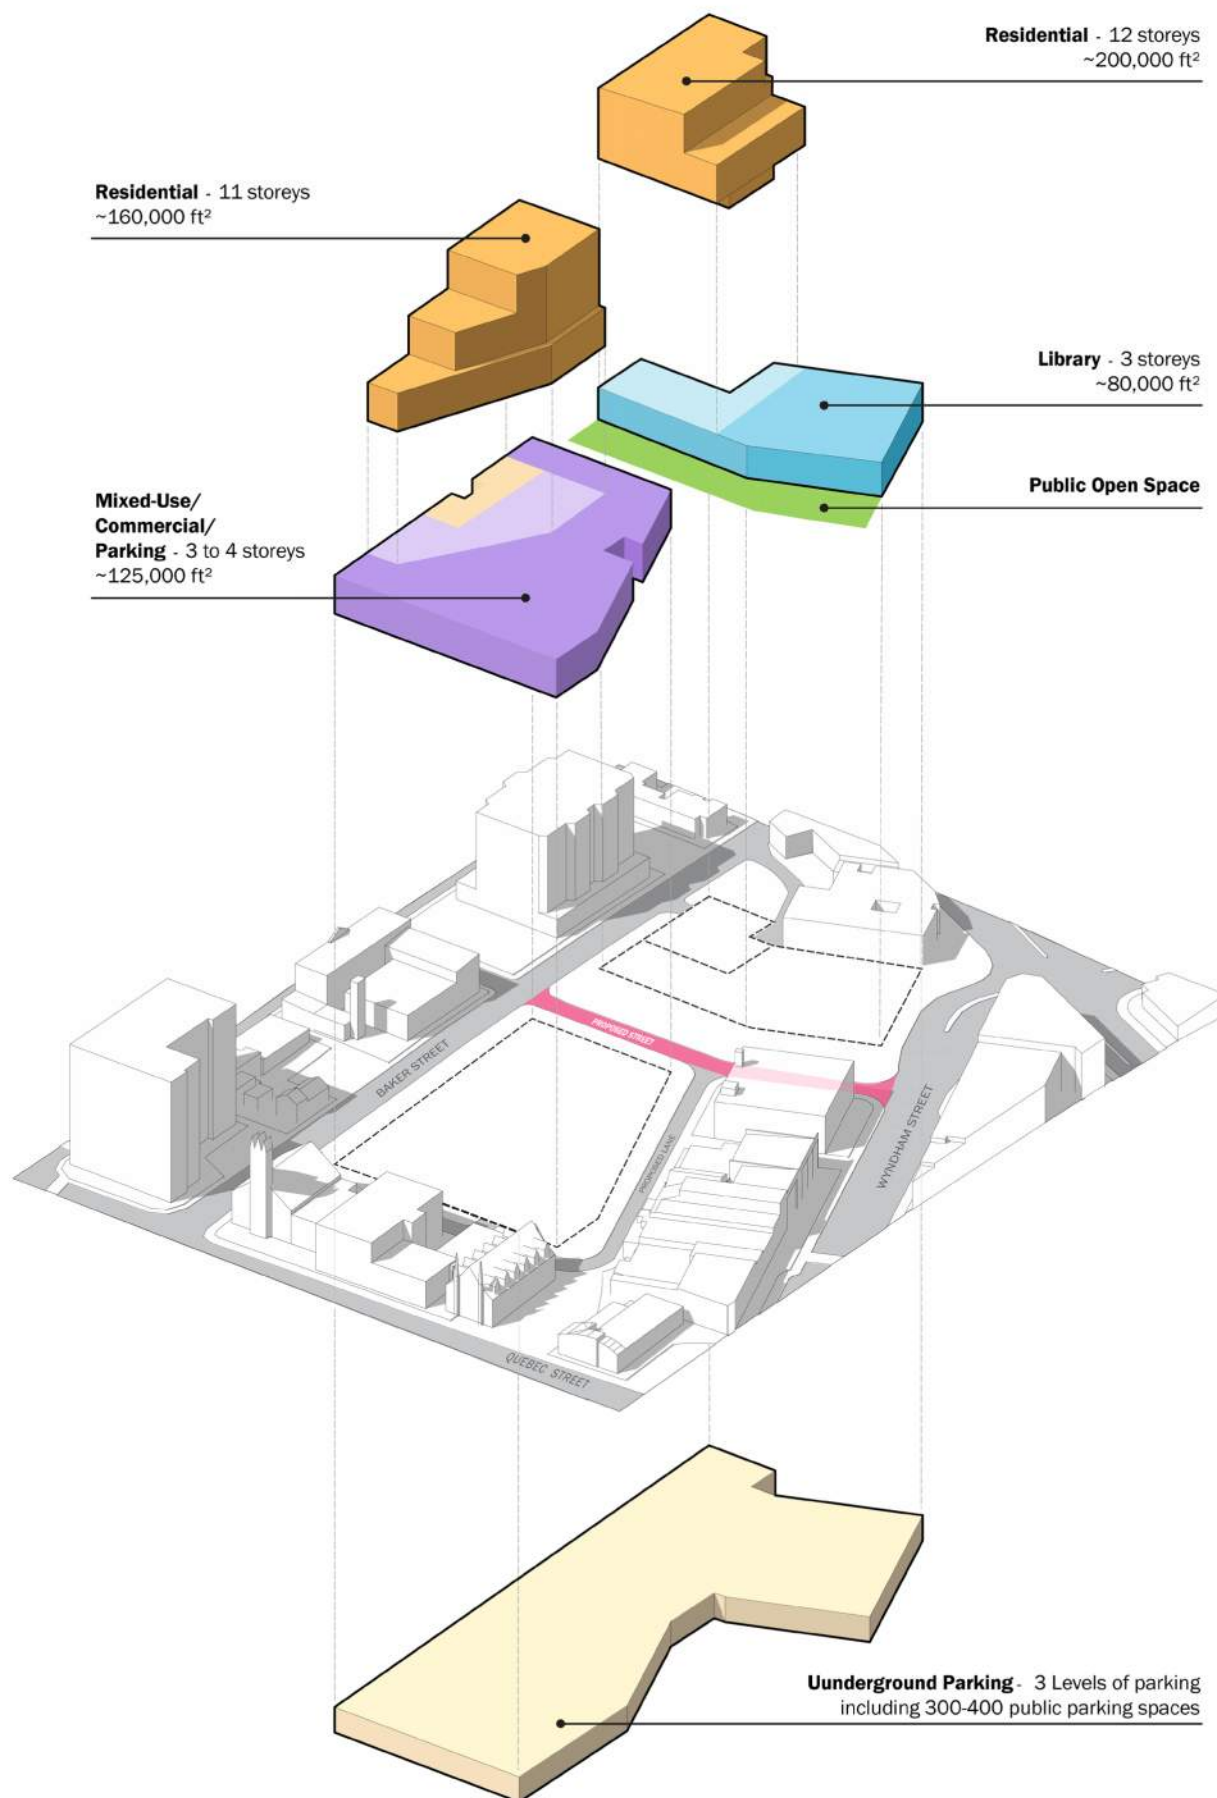 Residential - 12 storeys
~200,000 ft²
Residential - 11 storeys
~160,000 ft²
Library - 3 storeys
~80,000 ft²
Public Open Space
Mixed-Use/
Commercial/
Parking - 3 to 4 storeys
~125,000 ft²
PROPOSED STREET
BAKER STREET
PROPOSED LANE
WYNDHAM STREET
QUEBEC STREET
Uunderground Parking - 3 Levels of parking
including 300-400 public parking spaces